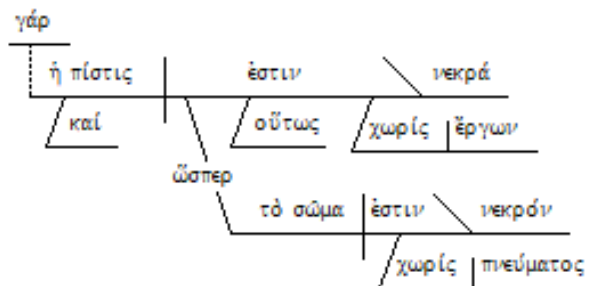 γάρ
ἡ πίστις ἐστιν νεκρά
καί οὕτως χωρίς ἔργων
ὥσπερ
τὸ σῶμα ἐστιν νεκρόν
χωρίς πνεύματος